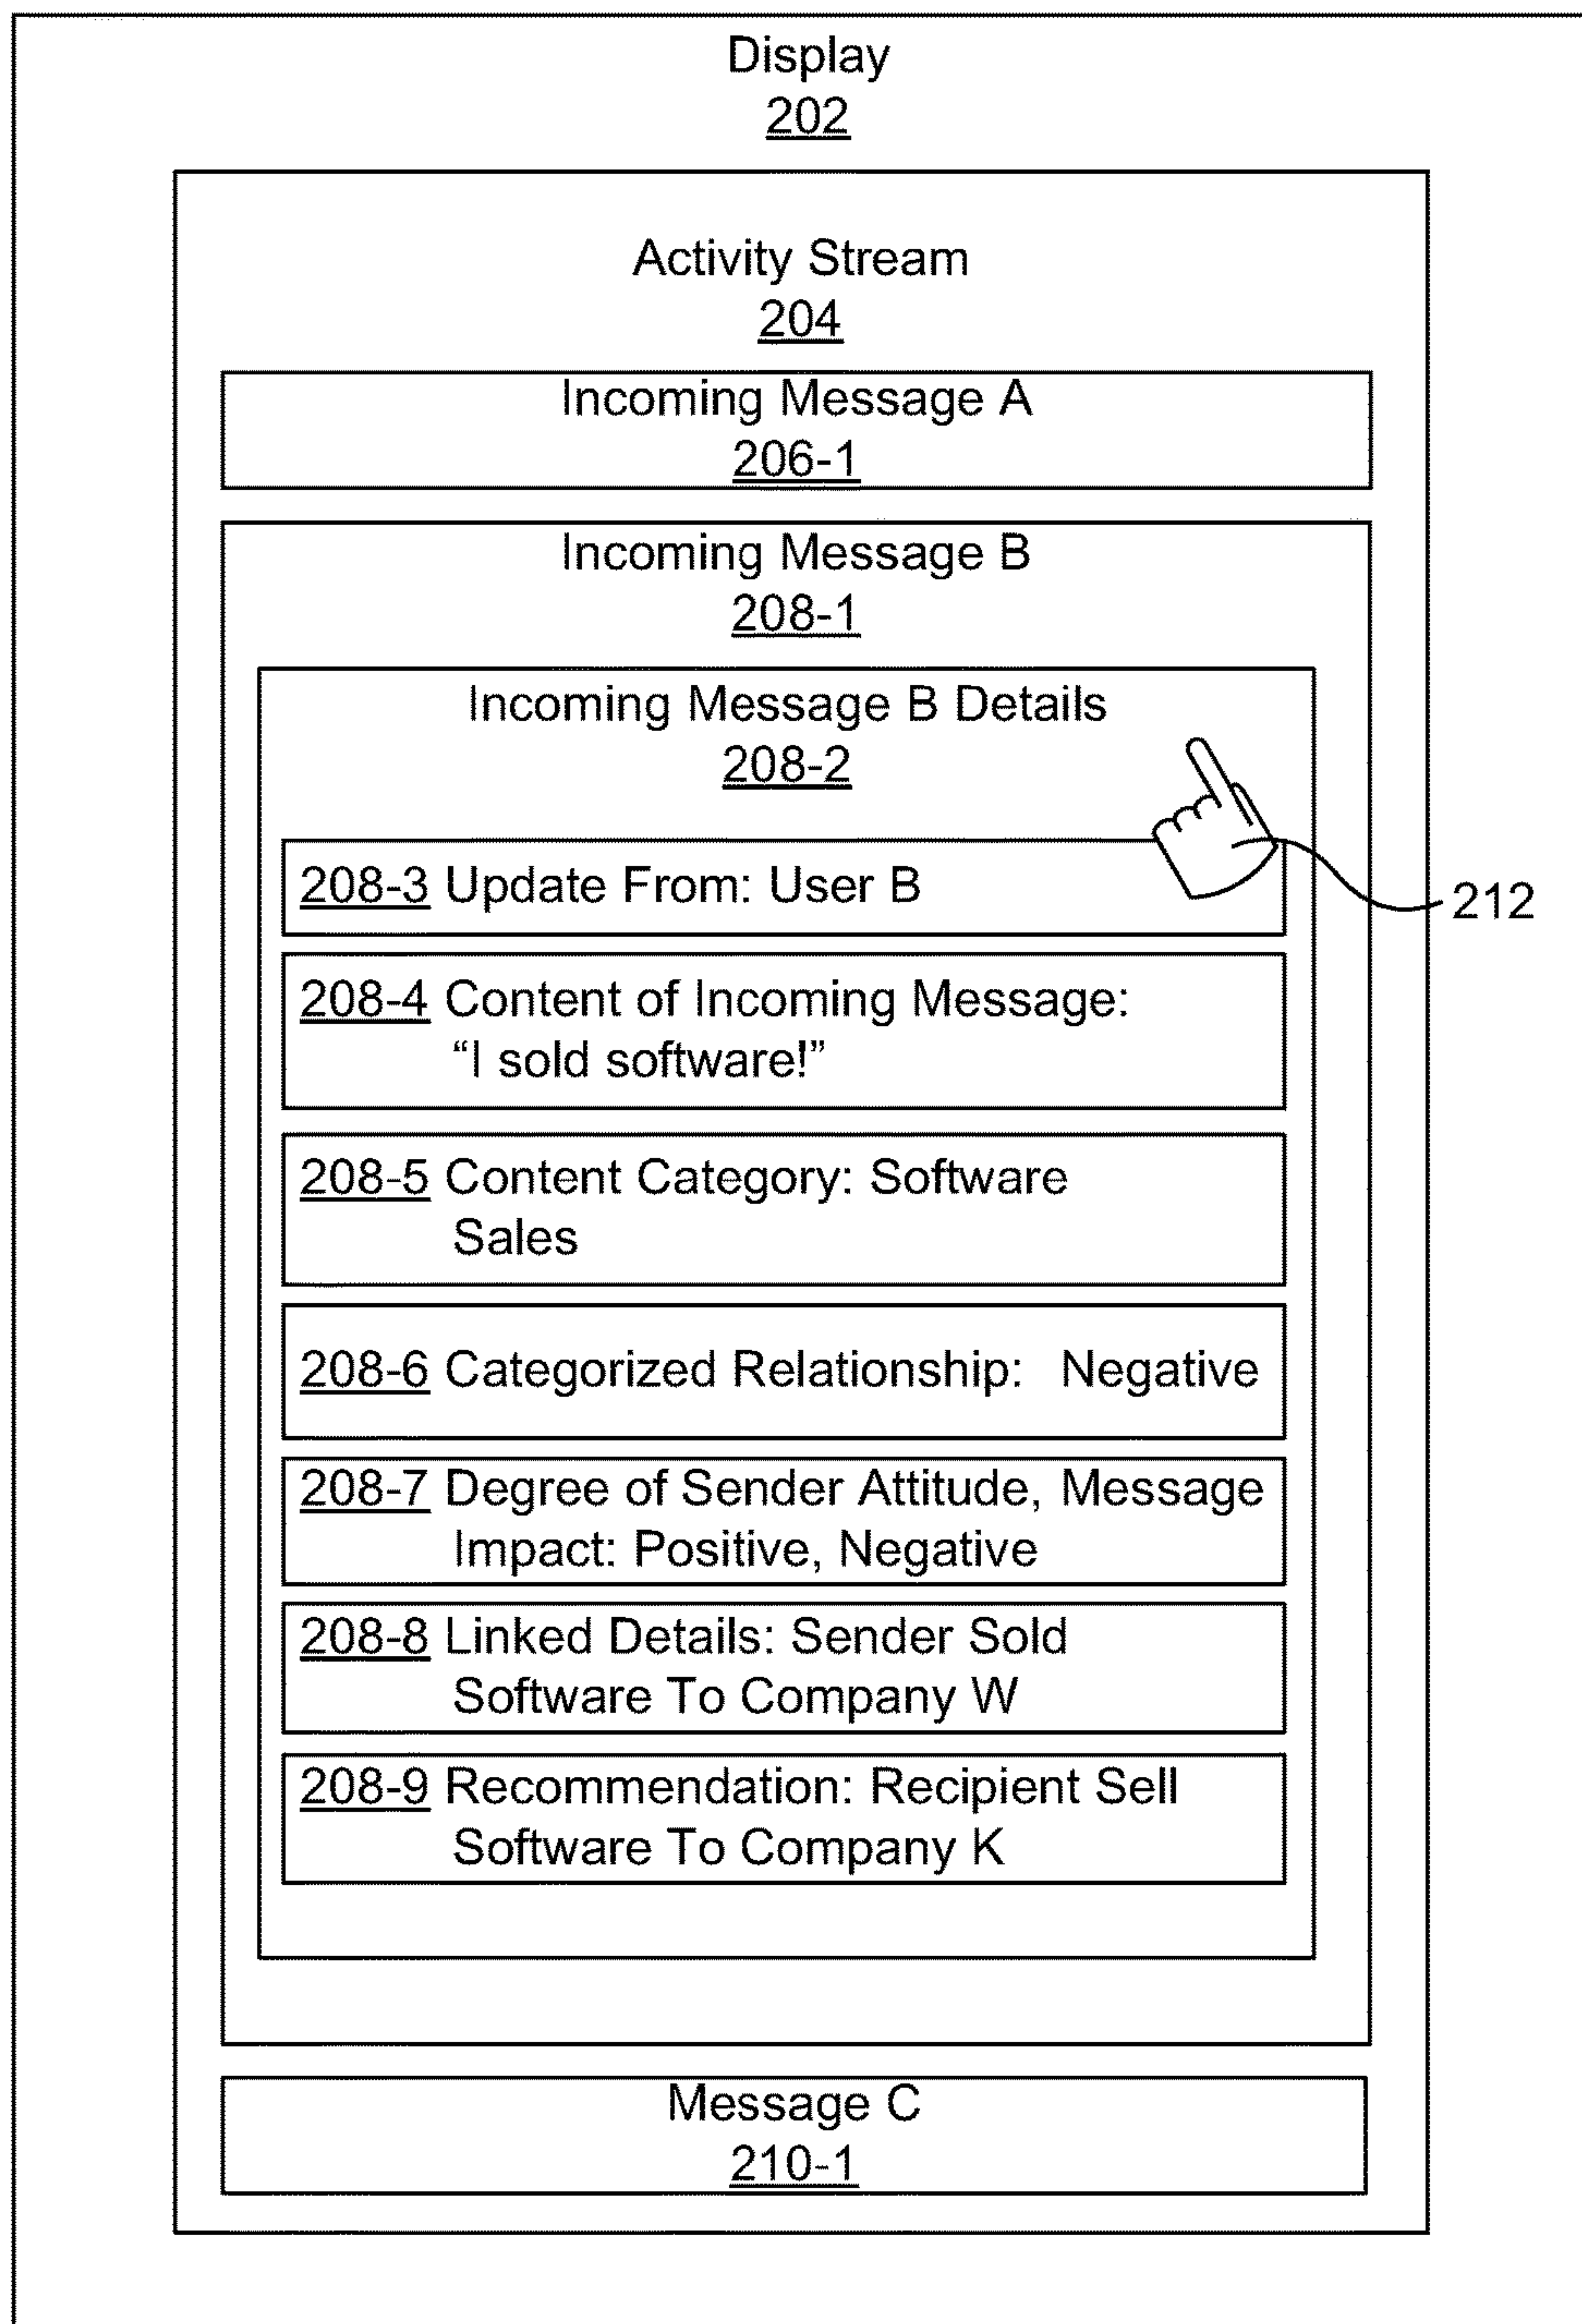 Display
202
Activity Stream
204
Incoming Message A
206-1
Incoming Message B
208-1
Incoming Message B Details
208-2
208-3 Update From: User B
212
208-4 Content of Incoming Message:
“I sold software!”
208-5 Content Category: Software
Sales
208-6 Categorized Relationship: Negative
208-7 Degree of Sender Attitude, Message
Impact: Positive, Negative
208-8 Linked Details: Sender Sold
Software To Company W
208-9 Recommendation: Recipient Sell
Software To Company K
Message C
210-1